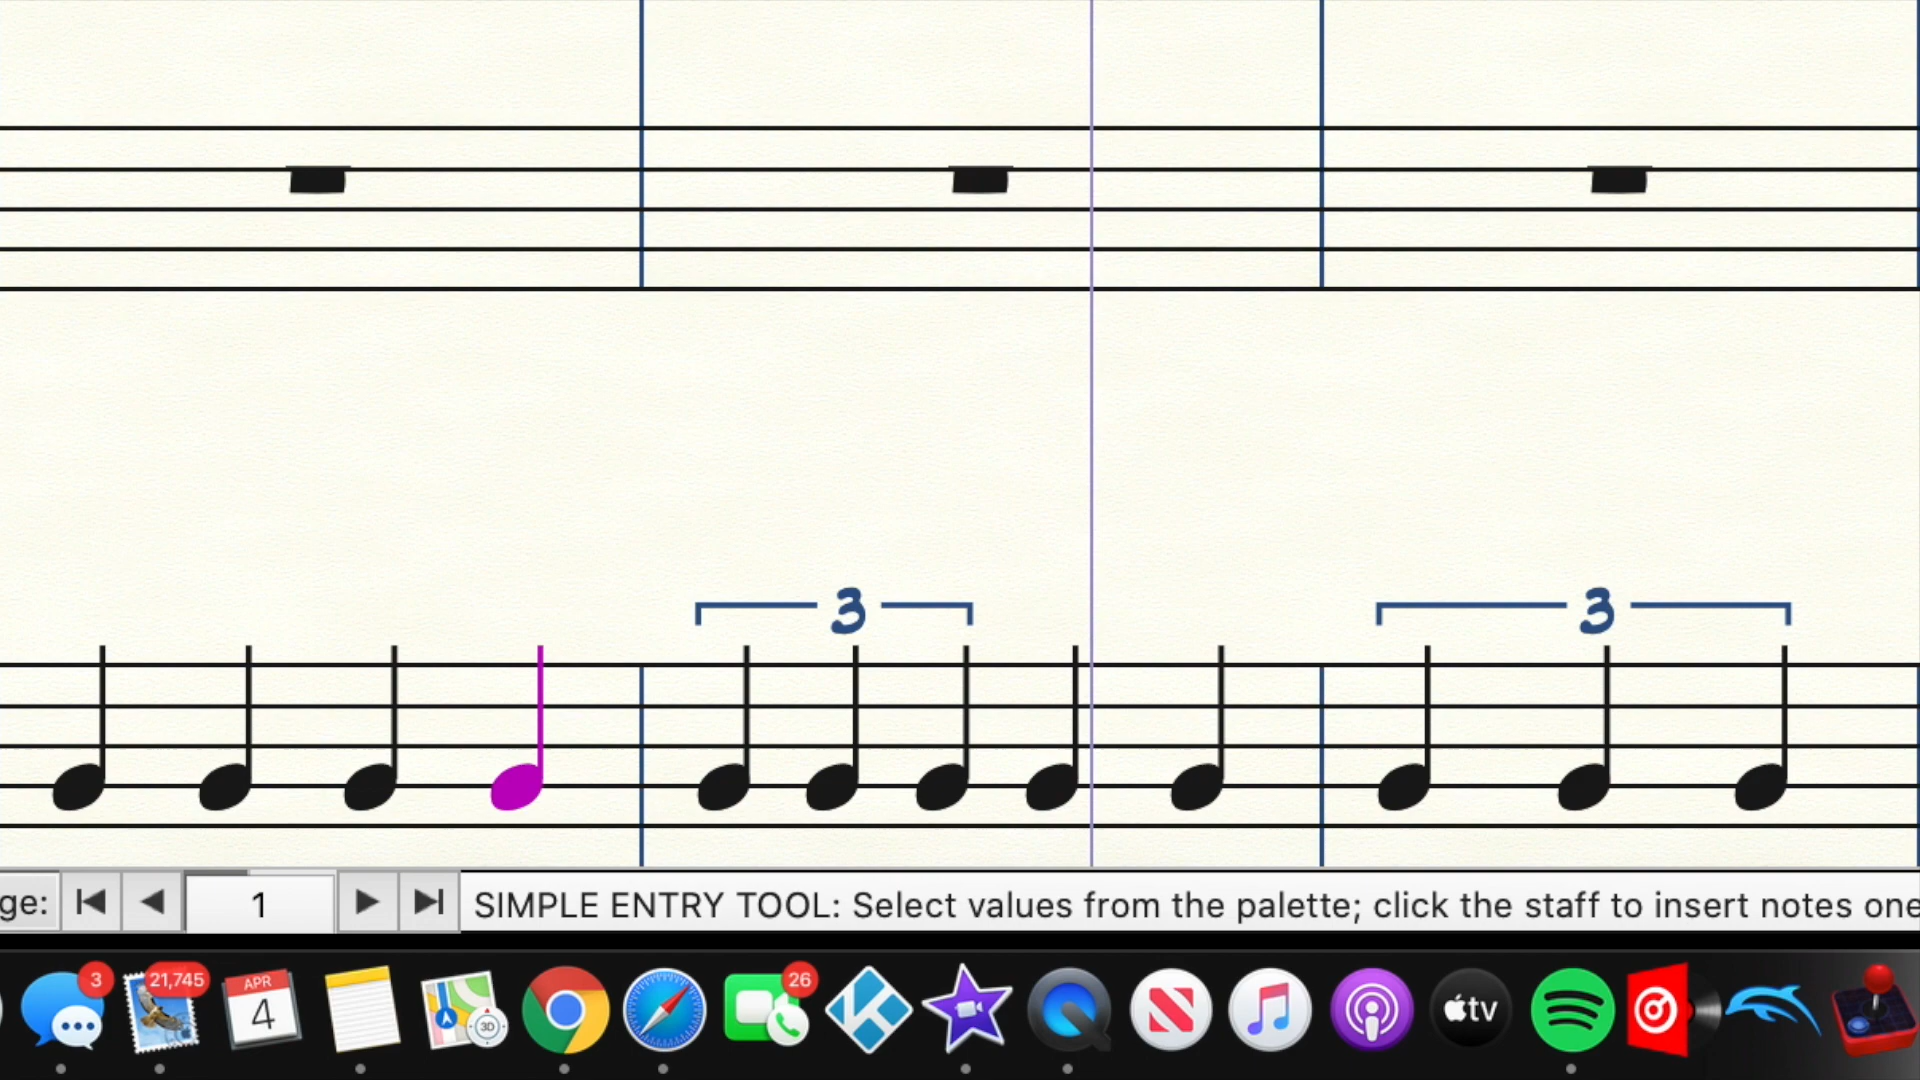 3 3
ge: 1 SIMPLE ENTRY TOOL: Select values from the palette; click the staff to insert notes one
3 21,745 APR 4 3D 26 tv